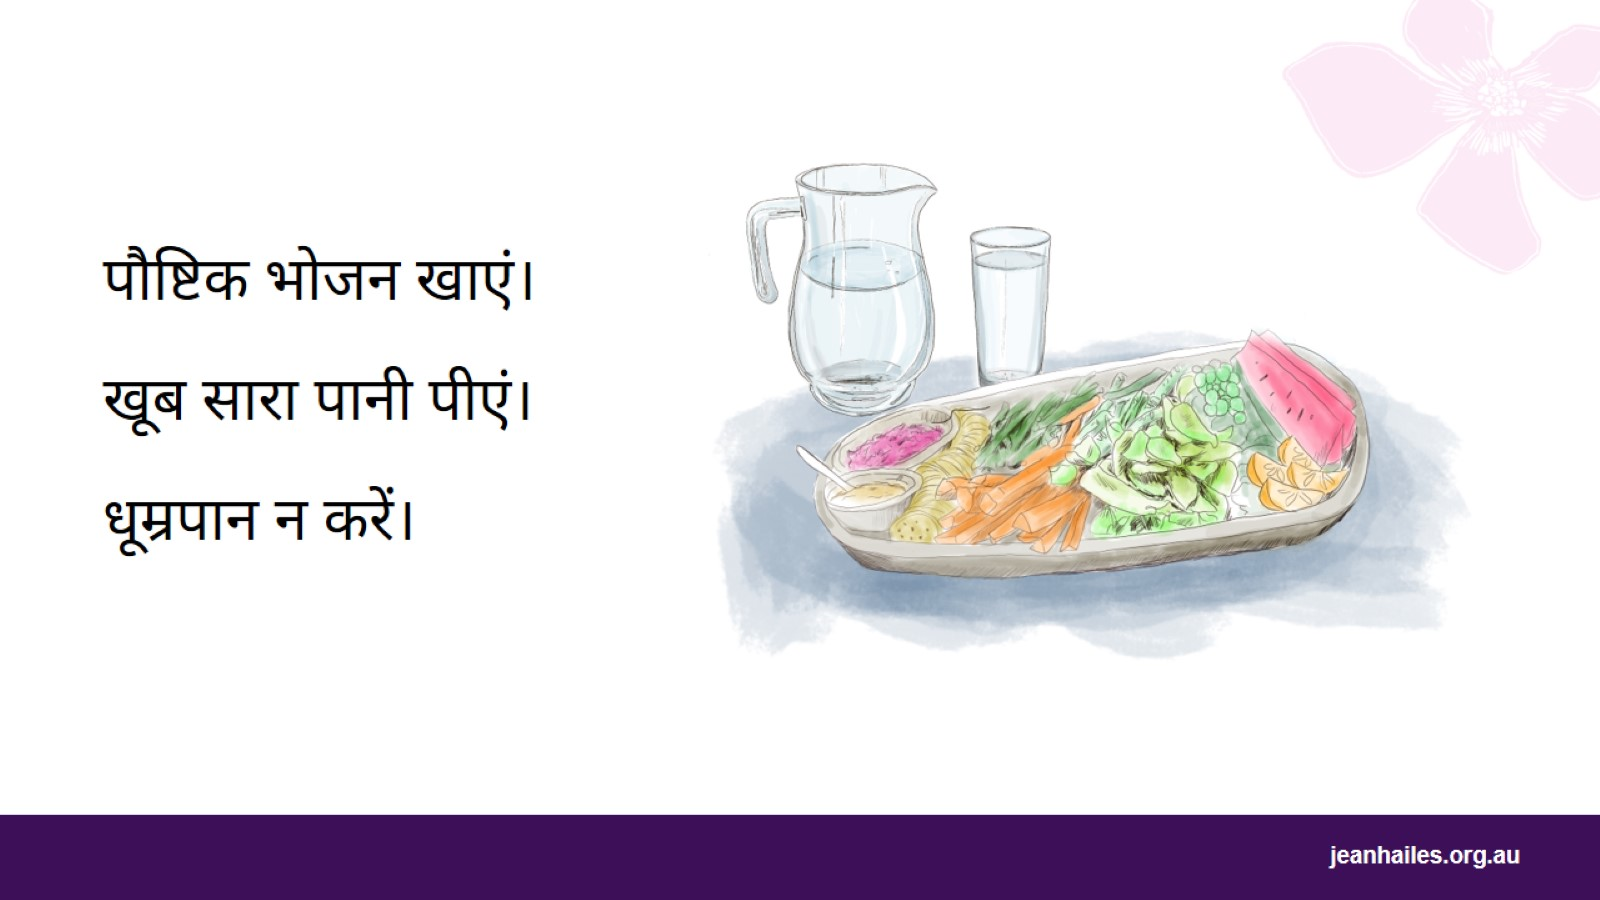 पौष्टिक भोजन खाएं।
खूब सारा पानी पीएं।
धूम्रपान न करें।
jeanhailes.org.au